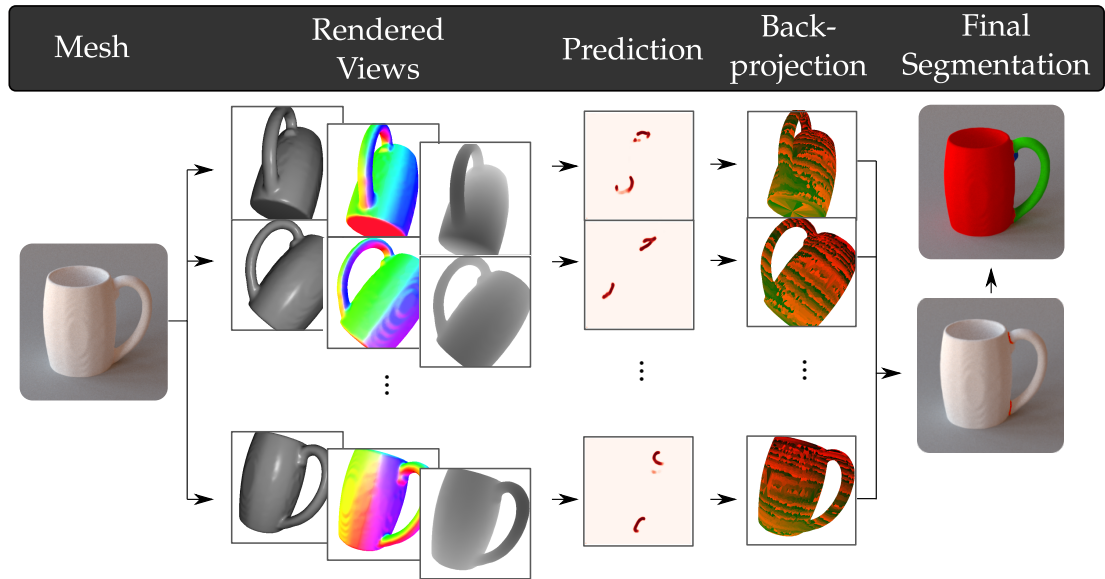 Mesh
Rendered
Views
Prediction
Back-
projection
Final
Segmentation